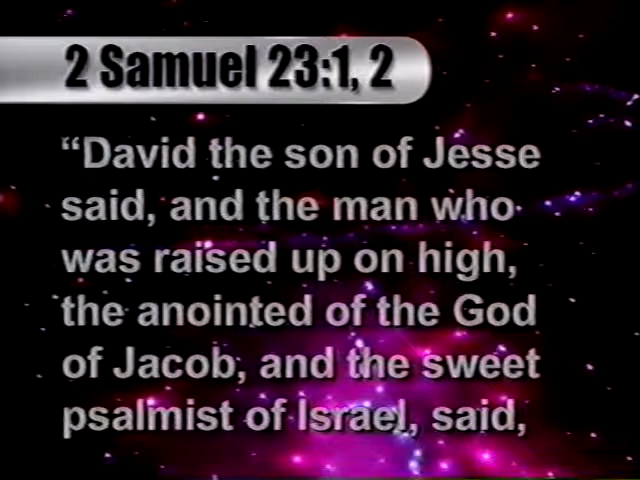 2 Samuel 23:1, 2
“David the son of Jesse
said, and the man who
was raised up on high,
the anointed of the God
of Jacob, and the sweet
psalmist of Israel, said,